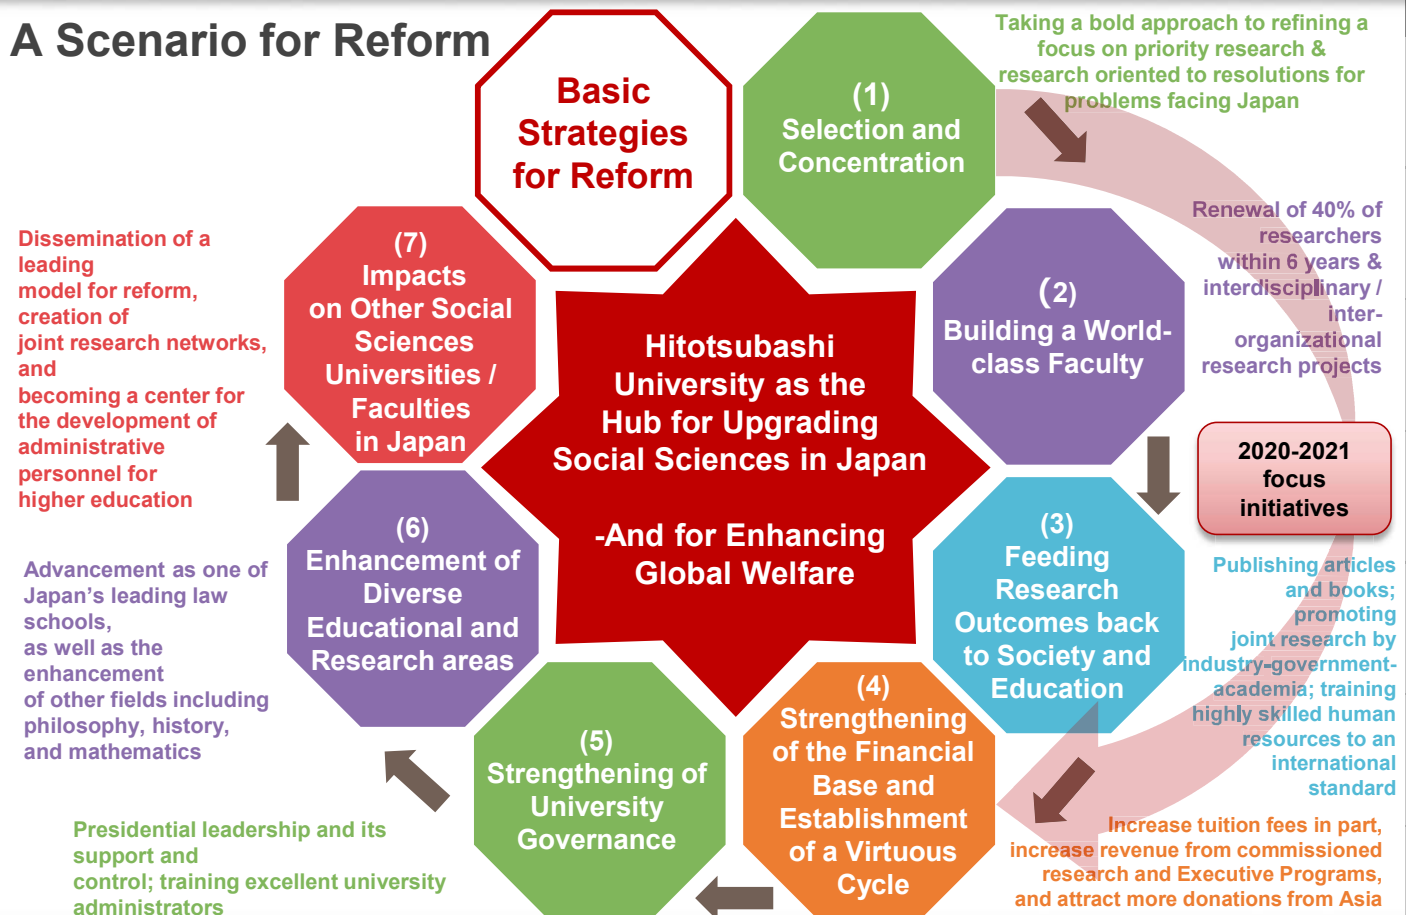 A Scenario for Reform
Basic
Strategies
for Reform
(1)
Selection and
Concentration
Taking a bold approach to refining a
focus on priority research &
research oriented to resolutions for
problems facing Japan
(2)
Building a World-
class Faculty
Renewal of 40% of
researchers
within 6 years &
interdisciplinary /
inter-
organizational
research projects
2020-2021
focus
initiatives
(3)
Feeding
Research
Outcomes back
to Society and
Education
Publishing articles
and books;
promoting
joint research by
industry-government-
academia; training
highly skilled human
resources to an
international
standard
(4)
Strengthening
of the Financial
Base and
Establishment
of a Virtuous
Cycle
Increase tuition fees in part,
increase revenue from commissioned
research and Executive Programs,
and attract more donations from Asia
(5)
Strengthening of
University
Governance
Presidential leadership and its
support and
control; training excellent university
administrators
(6)
Enhancement of
Diverse
Educational and
Research areas
Advancement as one of
Japan's leading law
schools,
as well as the
enhancement
of other fields including
philosophy, history,
and mathematics
(7)
Impacts
on Other Social
Sciences
Universities /
Faculties
in Japan
Dissemination of a
leading
model for reform,
creation of
joint research networks,
and
becoming a center for
the development of
administrative
personnel for
higher education
Hitotsubashi
University as the
Hub for Upgrading
Social Sciences in Japan
-And for Enhancing
Global Welfare